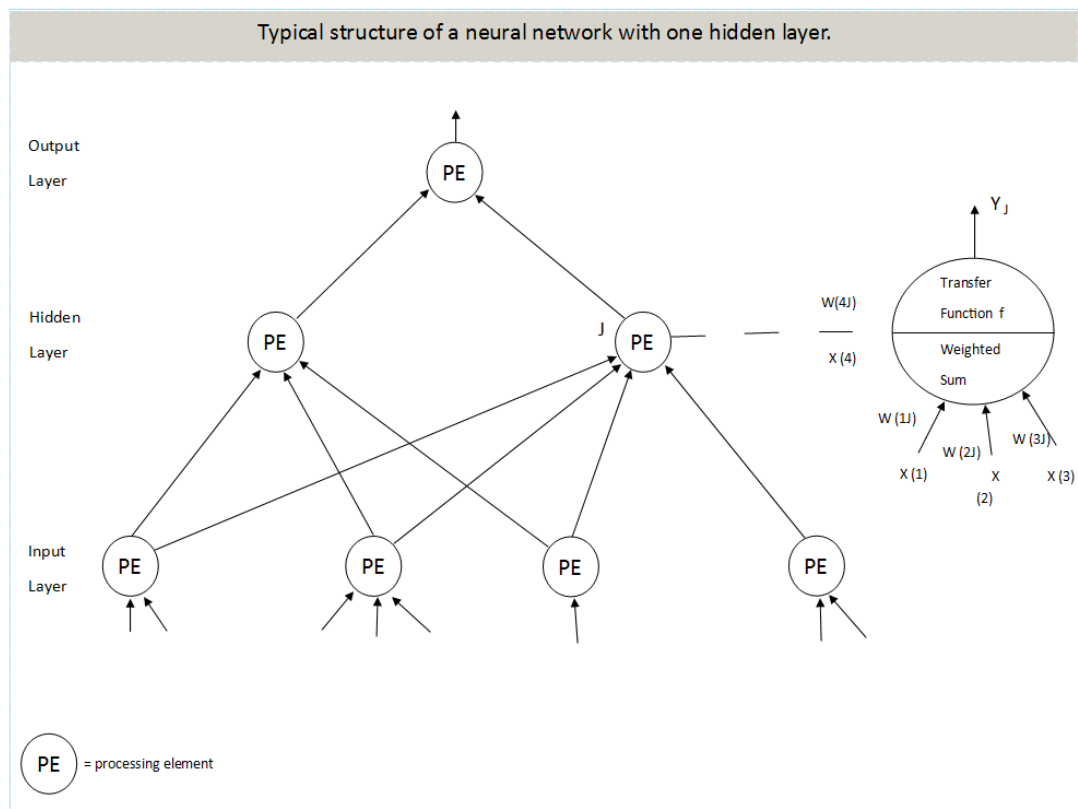 Typical structure of a neural network with one hidden layer.
Output
Layer
PE
Y J
Transfer
Function f
Weighted
Sum
W(4J)
X (4)
Hidden
Layer
PE
J
PE
W (1J)
W (2J)
W (3J)
X (1)
X
(2)
X (3)
Input
Layer
PE
PE
PE
PE
PE
= processing element